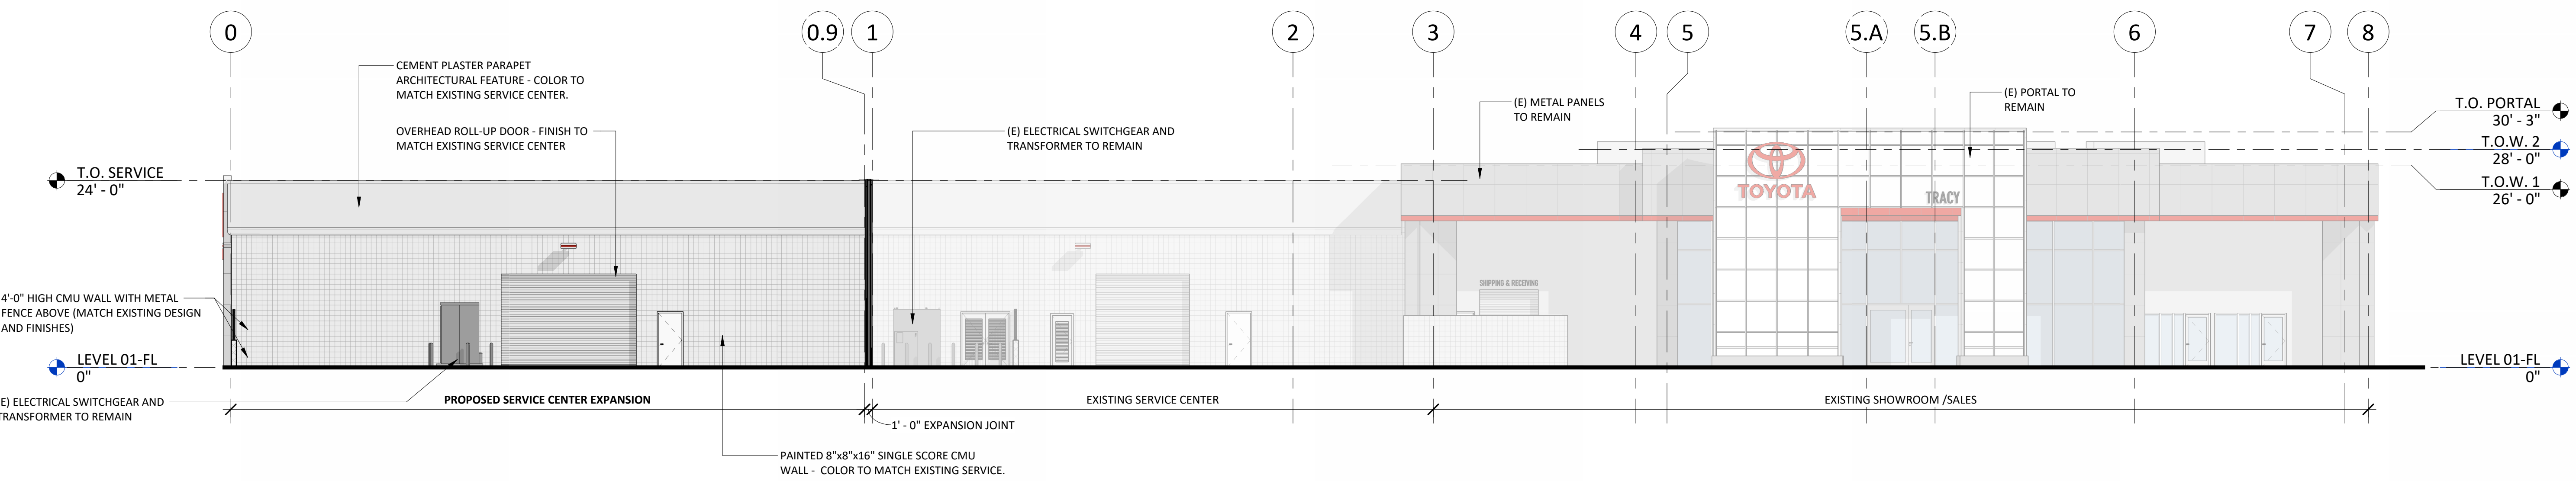 0
0.9
1
2
3
4
5
5.A
5.B
6
7
8
CEMENT PLASTER PARAPET
ARCHITECTURAL FEATURE - COLOR TO
MATCH EXISTING SERVICE CENTER.
OVERHEAD ROLL-UP DOOR - FINISH TO
MATCH EXISTING SERVICE CENTER
(E) ELECTRICAL SWITCHGEAR AND
TRANSFORMER TO REMAIN
(E) METAL PANELS
TO REMAIN
(E) PORTAL TO
REMAIN
T.O. PORTAL
30' - 3"
T.O.W. 2
28' - 0"
T.O.W. 1
26' - 0"
T.O. SERVICE
24' - 0"
TOYOTA
TRACY
SHIPPING & RECEIVING
4'-0" HIGH CMU WALL WITH METAL
FENCE ABOVE (MATCH EXISTING DESIGN
AND FINISHES)
LEVEL 01-FL
0"
LEVEL 01-FL
0"
E) ELECTRICAL SWITCHGEAR AND
TRANSFORMER TO REMAIN
PROPOSED SERVICE CENTER EXPANSION
EXISTING SERVICE CENTER
EXISTING SHOWROOM /SALES
1' - 0" EXPANSION JOINT
PAINTED 8"x8"x16" SINGLE SCORE CMU
WALL - COLOR TO MATCH EXISTING SERVICE.